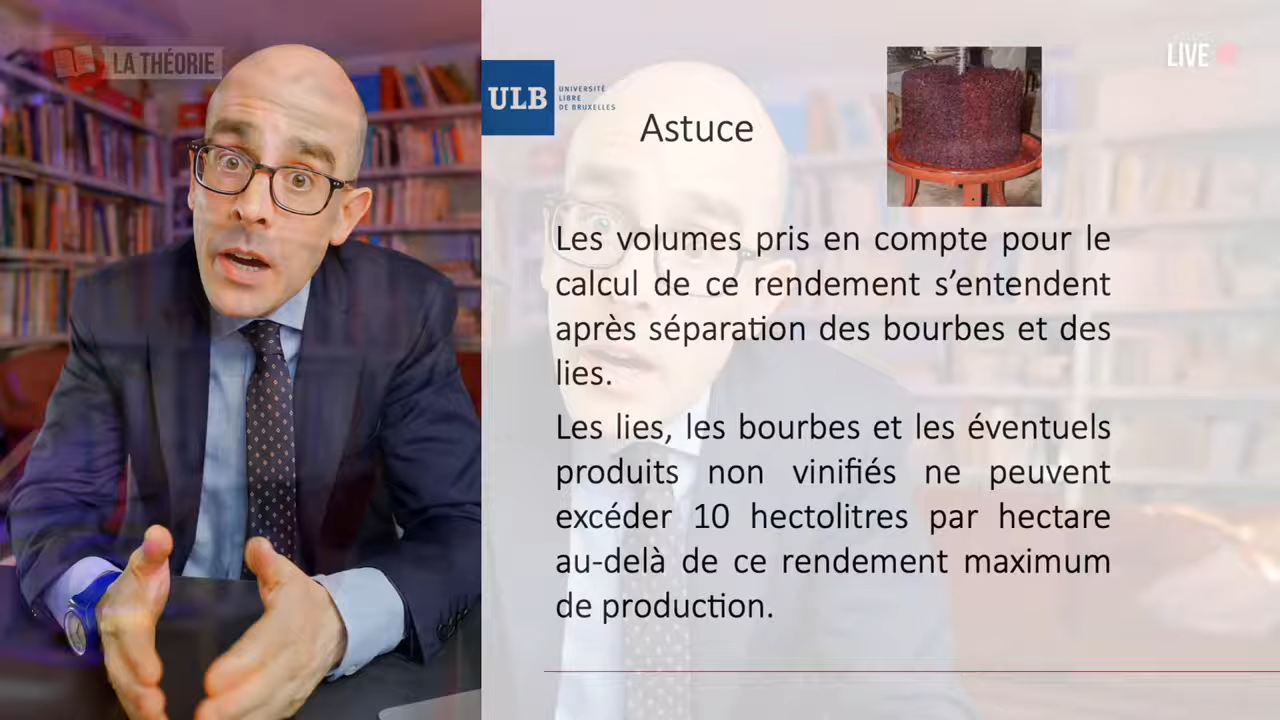 LA THÉORIE
LIVE
ULB
UNIVERSITÉ
LIBRE
DE BRUXELLES
Astuce
Les volumes pris en compte pour le
calcul de ce rendement s’entendent
après séparation des bourbes et des
lies.
Les lies, les bourbes et les éventuels
produits non vinifiés ne peuvent
excéder 10 hectolitres par hectare
au-delà de ce rendement maximum
de production.